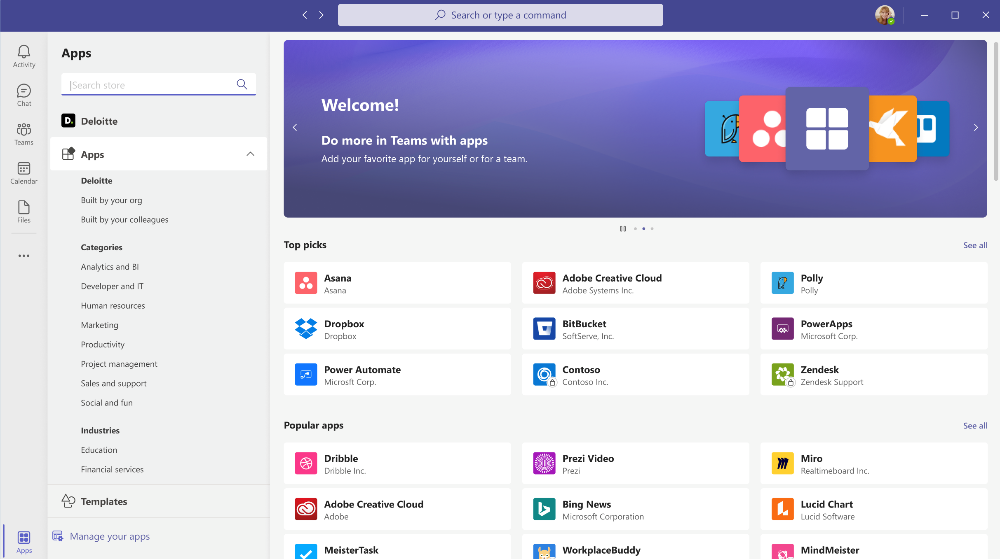 Search or type a command
Activity
Chat
Teams
Calendar
Files
Apps
Apps
Search store
D.
Deloitte
Apps
Deloitte
Built by your org
Built by your colleagues
Categories
Analytics and BI
Developer and IT
Human resources
Marketing
Productivity
Project management
Sales and support
Social and fun
Industries
Education
Financial services
Templates
Manage your apps
Welcome!
Do more in Teams with apps
Add your favorite app for yourself or for a team.
Top picks
See all
Asana
Asana
Adobe Creative Cloud
Adobe Systems Inc.
Polly
Polly
Dropbox
Dropbox
BitBucket
SoftServe, Inc.
PowerApps
Microsoft Corp.
Power Automate
Microsft Corp.
Contoso
Contoso Inc.
Zendesk
Zendesk Support
Popular apps
See all
Dribble
Dribble Inc.
Prezi Video
Prezi
Miro
Realtimeboard Inc.
Adobe Creative Cloud
Adobe
Bing News
Microsoft Corporation
Lucid Chart
Lucid Software
MeisterTask
WorkplaceBuddy
MindMeister